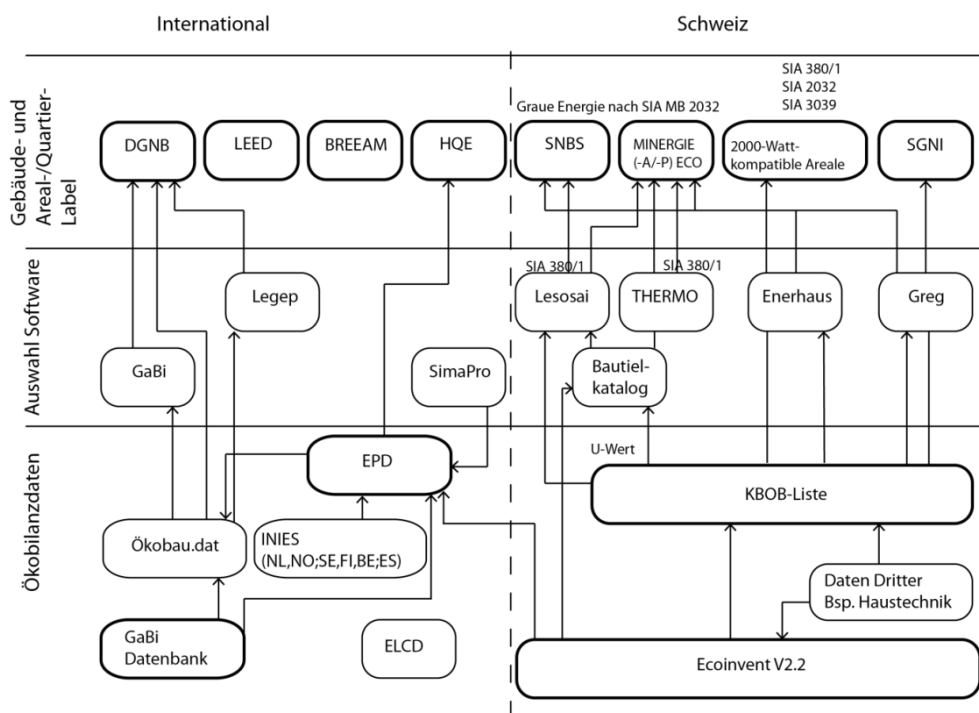 International
Schweiz
Gebäude- und
Areal-/Quartier-
Label
SIA 380/1
SIA 2032
SIA 3039
Graue Energie nach SIA MB 2032
DGNB
LEED
BREEAM
HQE
SNBS
MINERGIE
(-A/-P) ECO
2000-Watt-
kompatible Areale
SGNI
Auswahl Software
SIA 380/1
SIA 380/1
Legep
Lesosai
THERMO
Enerhaus
Greg
GaBi
SimaPro
Bautiel-
katalog
Ökobilanzdaten
U-Wert
EPD
KBOB-Liste
Ökobau.dat
INIES
(NL,NO;SE,FI,BE;ES)
Daten Dritter
Bsp. Haustechnik
GaBi
Datenbank
ELCD
Ecoinvent V2.2